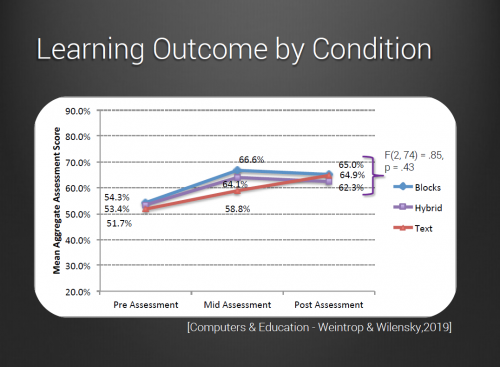 Learning Outcome by Condition
Mean Aggregate Assessment Score
90.0%
80.0%
70.0%
60.0%
50.0%
40.0%
30.0%
20.0%
54.3%
53.4%
51.7%
66.6%
64.1%
58.8%
65.0%
64.9%
62.3%
F(2, 74) = .85,
p = .43
Blocks
Hybrid
Text
Pre Assessment
Mid Assessment
Post Assessment
[Computers & Education - Weintrop & Wilensky,2019]